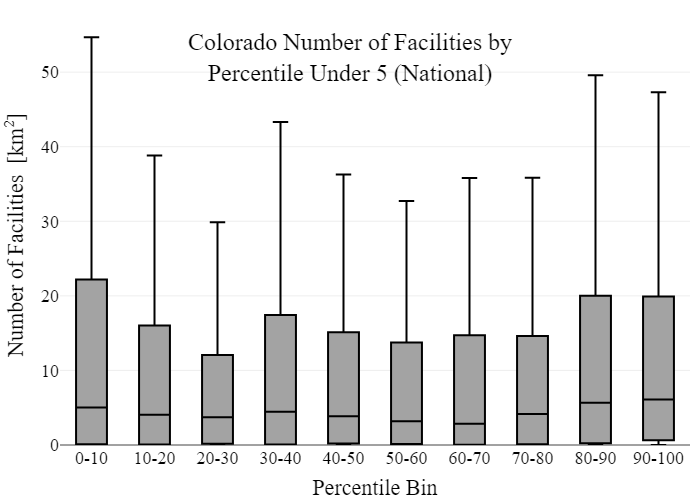 Colorado Number of Facilities by
Percentile Under 5 (National)
Number of Facilities [km²]
50
40
30
20
10
0
0-10 10-20 20-30 30-40 40-50 50-60 60-70 70-80 80-90 90-100
Percentile Bin